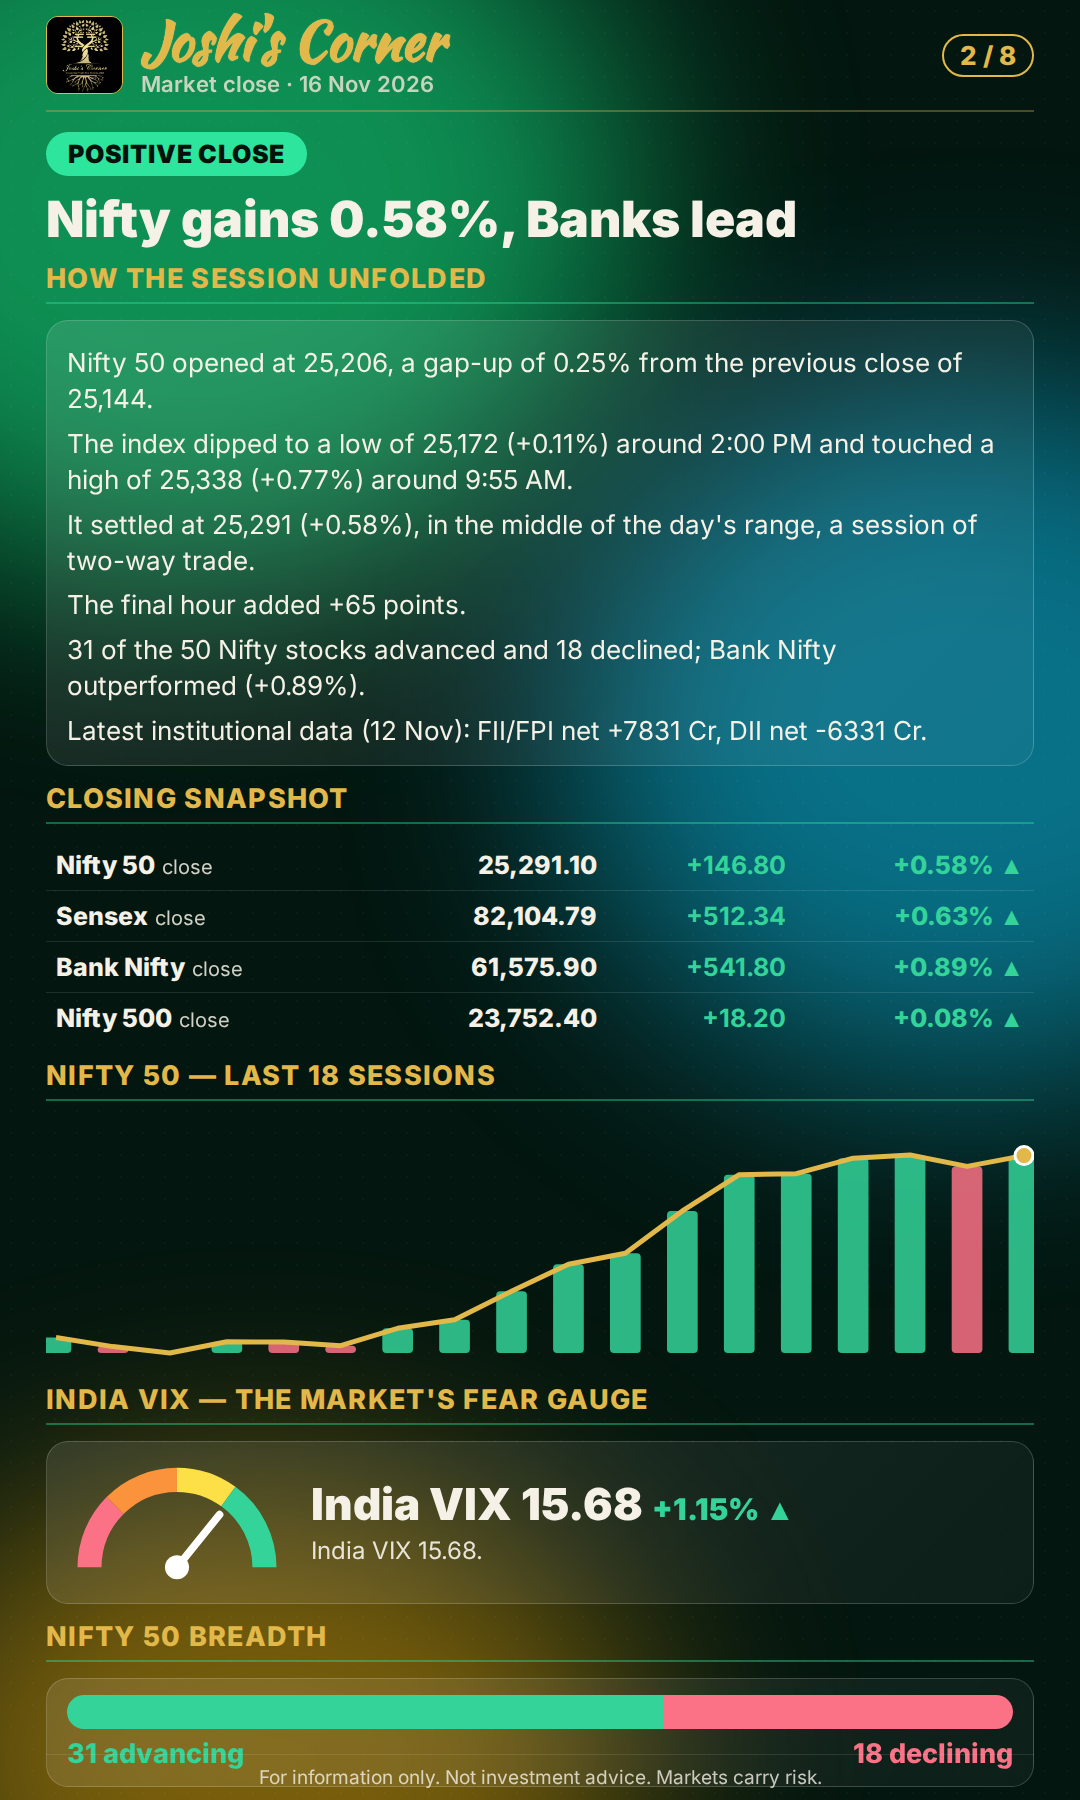 Joshi's Corner
Joshi's Corner
Market close · 16 Nov 2026
2 / 8
POSITIVE CLOSE
Nifty gains 0.58%, Banks lead
HOW THE SESSION UNFOLDED
Nifty 50 opened at 25,206, a gap-up of 0.25% from the previous close of
25,144.
The index dipped to a low of 25,172 (+0.11%) around 2:00 PM and touched a
high of 25,338 (+0.77%) around 9:55 AM.
It settled at 25,291 (+0.58%), in the middle of the day's range, a session of
two-way trade.
The final hour added +65 points.
31 of the 50 Nifty stocks advanced and 18 declined; Bank Nifty
outperformed (+0.89%).
Latest institutional data (12 Nov): FII/FPI net +7831 Cr, DII net -6331 Cr.
CLOSING SNAPSHOT
Nifty 50 close 25,291.10 +146.80 +0.58% ▲
Sensex close 82,104.79 +512.34 +0.63% ▲
Bank Nifty close 61,575.90 +541.80 +0.89% ▲
Nifty 500 close 23,752.40 +18.20 +0.08% ▲
NIFTY 50 — LAST 18 SESSIONS
INDIA VIX — THE MARKET'S FEAR GAUGE
India VIX 15.68 +1.15% ▲
India VIX 15.68.
NIFTY 50 BREADTH
31 advancing 18 declining
For information only. Not investment advice. Markets carry risk.